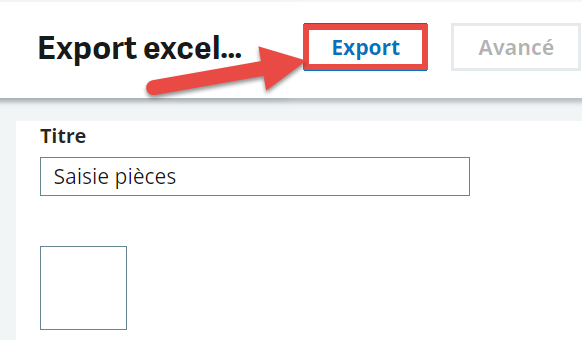 Export excel...
Export
Avancé
Titre
Saisie pièces